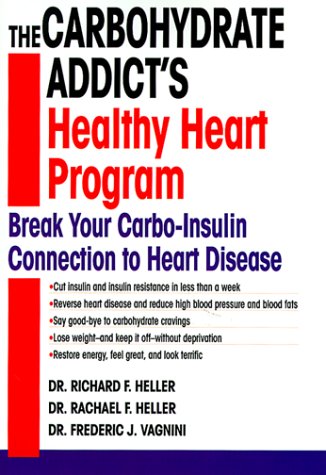 THE CARBOHYDRATE
ADDICT'S
Healthy Heart
Program
Break Your Carbo-Insulin
Connection to Heart Disease
•Cut insulin and insulin resistance in less than a week
•Reverse heart disease and reduce high blood pressure and blood fats
•Say good-bye to carbohydrate cravings
•Lose weight–and keep it off–without deprivation
•Restore energy, feel great, and look terrific
DR. RICHARD F. HELLER
DR. RACHAEL F. HELLER
DR. FREDERIC J. VAGNINI